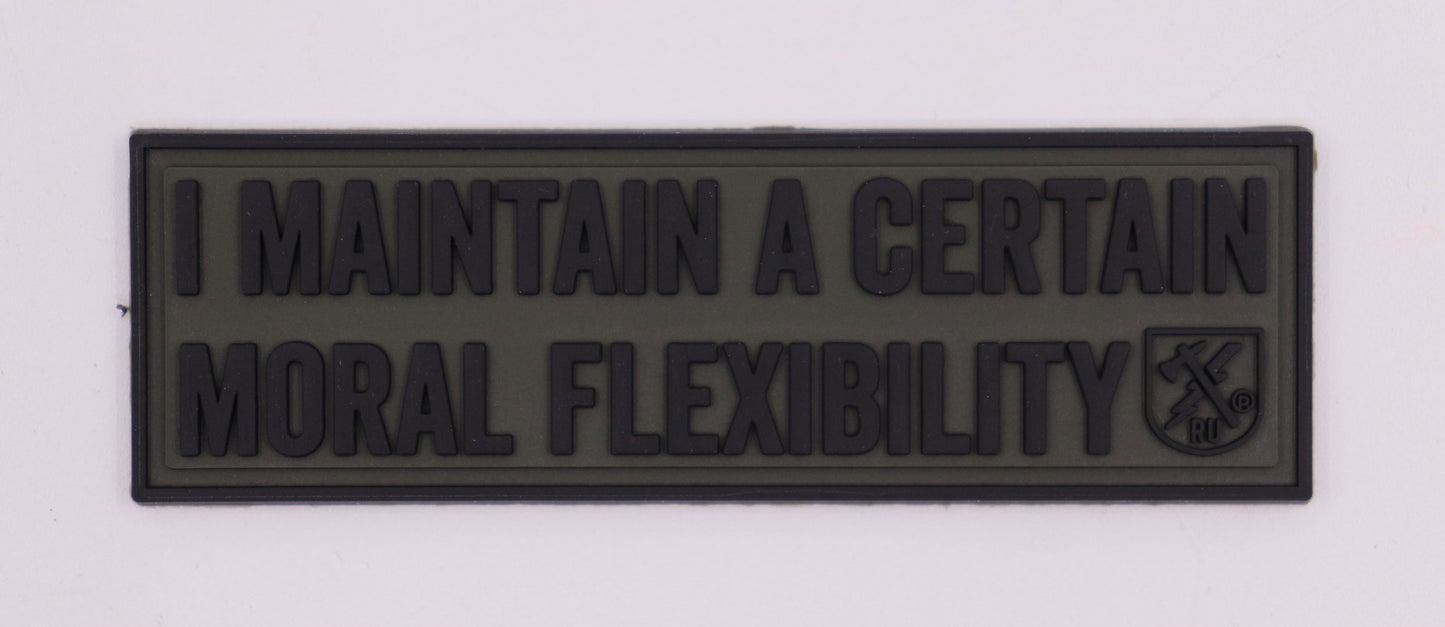 I MAINTAIN A CERTAIN
MORAL FLEXIBILITY
RU
®